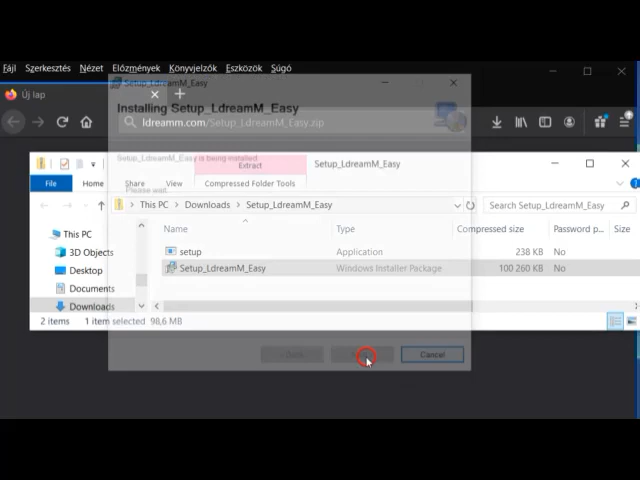 Fájl Szerkesztés Nézet Előzmények Könyvjelzők Eszközök Súgó
Setup_LdreamM_Easy
Új lap
Installing Setup_LdreamM_Easy
ldreamm.com/Setup_LdreamM_Easy.zip
Setup_LdreamM_Easy is being installed.
Extract
Setup_LdreamM_Easy
Please wait...
File Home Share View Compressed Folder Tools
This PC Downloads Setup_LdreamM_Easy Search Setup_LdreamM_Easy
This PC
3D Objects
Desktop
Documents
Downloads
Name Type Compressed size Password p... Size
setup Application 238 KB No
Setup_LdreamM_Easy Windows Installer Package 100 260 KB No
2 items 1 item selected 98,6 MB
Cancel